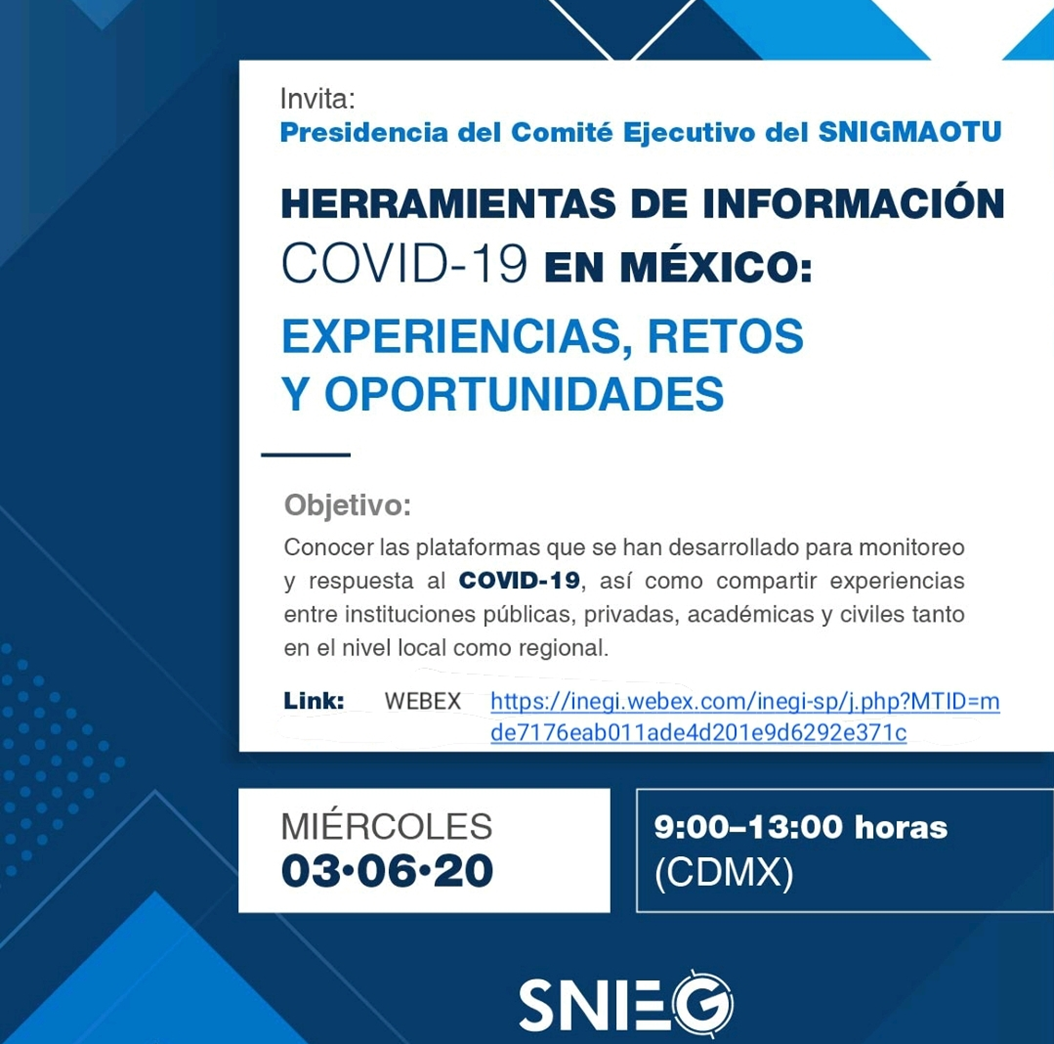 Invita:
Presidencia del Comité Ejecutivo del SNIGMAOTU
HERRAMIENTAS DE INFORMACIÓN
COVID-19 EN MÉXICO:
EXPERIENCIAS, RETOS
Y OPORTUNIDADES
Objetivo:
Conocer las plataformas que se han desarrollado para monitoreo
y respuesta al COVID-19, así como compartir experiencias
entre instituciones públicas, privadas, académicas y civiles tanto
en el nivel local como regional.
Link: WEBEX https://inegi.webex.com/inegi-sp/j.php?MTID=m
de7176eab011ade4d201e9d6292e371c
MIÉRCOLES
03•06•20
9:00–13:00 horas
(CDMX)
SNIEG